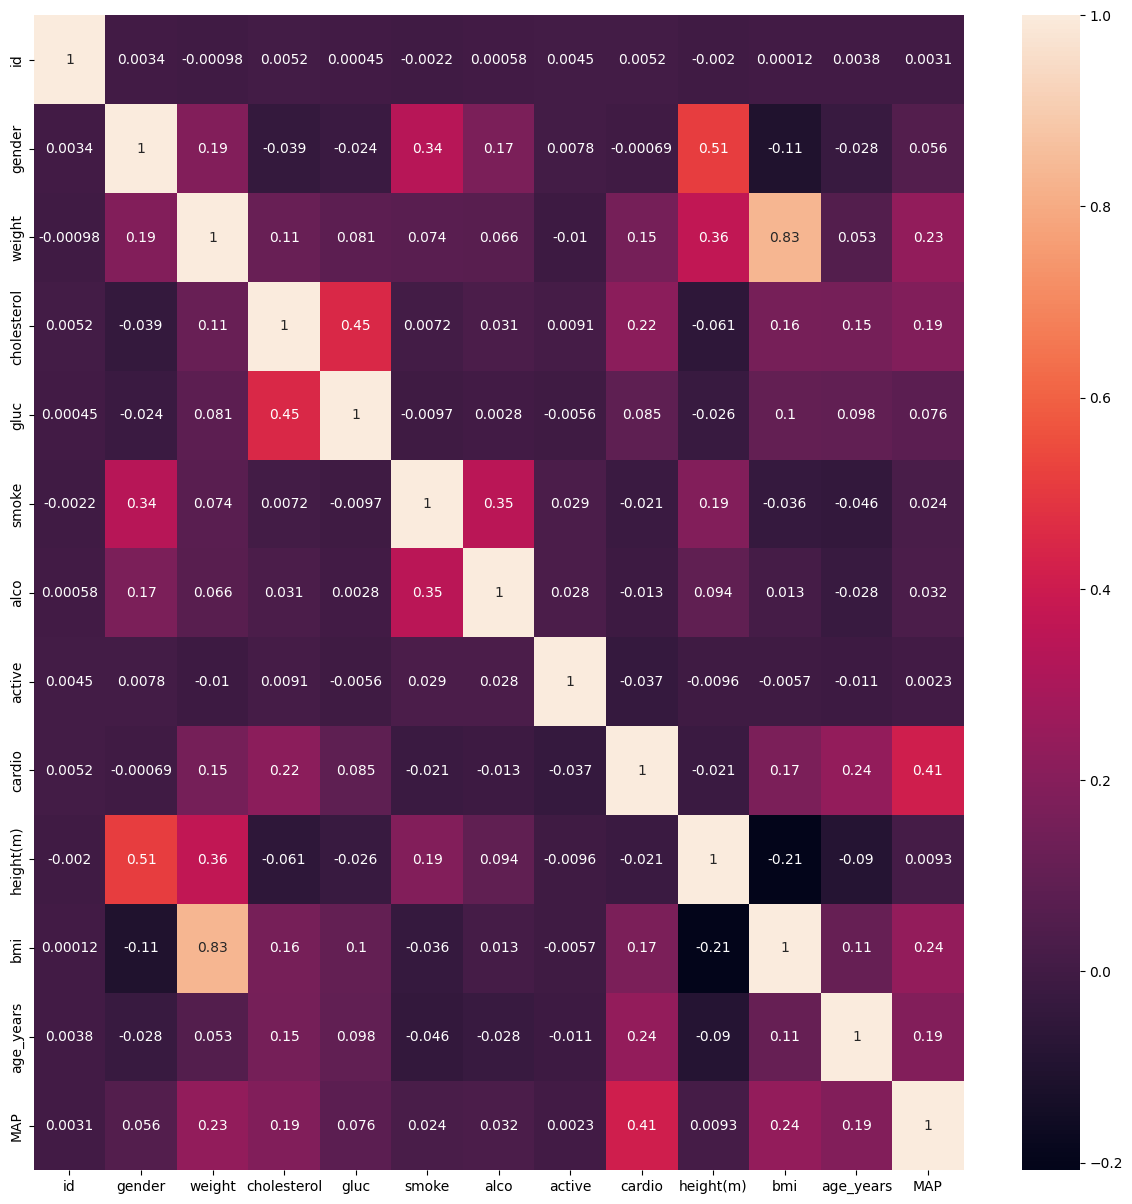 id 1 0.0034 -0.00098 0.0052 0.00045 -0.0022 0.00058 0.0045 0.0052 -0.002 0.00012 0.0038 0.0031
gender 0.0034 1 0.19 -0.039 -0.024 0.34 0.17 0.0078 -0.00069 0.51 -0.11 -0.028 0.056
weight -0.00098 0.19 1 0.11 0.081 0.074 0.066 -0.01 0.15 0.36 0.83 0.053 0.23
cholesterol 0.0052 -0.039 0.11 1 0.45 0.0072 0.031 0.0091 0.22 -0.061 0.16 0.15 0.19
gluc 0.00045 -0.024 0.081 0.45 1 -0.0097 0.0028 -0.0056 0.085 -0.026 0.1 0.098 0.076
smoke -0.0022 0.34 0.074 0.0072 -0.0097 1 0.35 0.029 -0.021 0.19 -0.036 -0.046 0.024
alco 0.00058 0.17 0.066 0.031 0.0028 0.35 1 0.028 -0.013 0.094 0.013 -0.028 0.032
active 0.0045 0.0078 -0.01 0.0091 -0.0056 0.029 0.028 1 -0.037 -0.0096 -0.0057 -0.011 0.0023
cardio 0.0052 -0.00069 0.15 0.22 0.085 -0.021 -0.013 -0.037 1 -0.021 0.17 0.24 0.41
height(m) -0.002 0.51 0.36 -0.061 -0.026 0.19 0.094 -0.0096 -0.021 1 -0.21 -0.09 0.0093
bmi 0.00012 -0.11 0.83 0.16 0.1 -0.036 0.013 -0.0057 0.17 -0.21 1 0.11 0.24
age_years 0.0038 -0.028 0.053 0.15 0.098 -0.046 -0.028 -0.011 0.24 -0.09 0.11 1 0.19
MAP 0.0031 0.056 0.23 0.19 0.076 0.024 0.032 0.0023 0.41 0.0093 0.24 0.19 1
id gender weight cholesterol gluc smoke alco active cardio height(m) bmi age_years MAP
1.0
0.8
0.6
0.4
0.2
0.0
−0.2